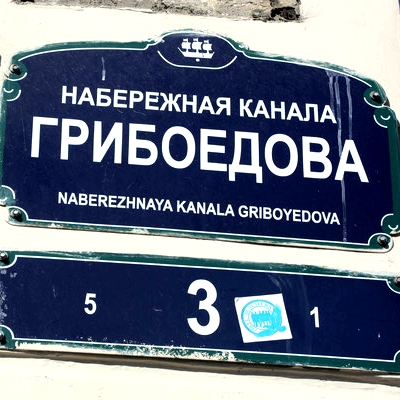 НАБЕРЕЖНАЯ КАНАЛА
ГРИБОЕДОВА
NABEREZHNAYA KANALA GRIBOYEDOVA
5 3 1